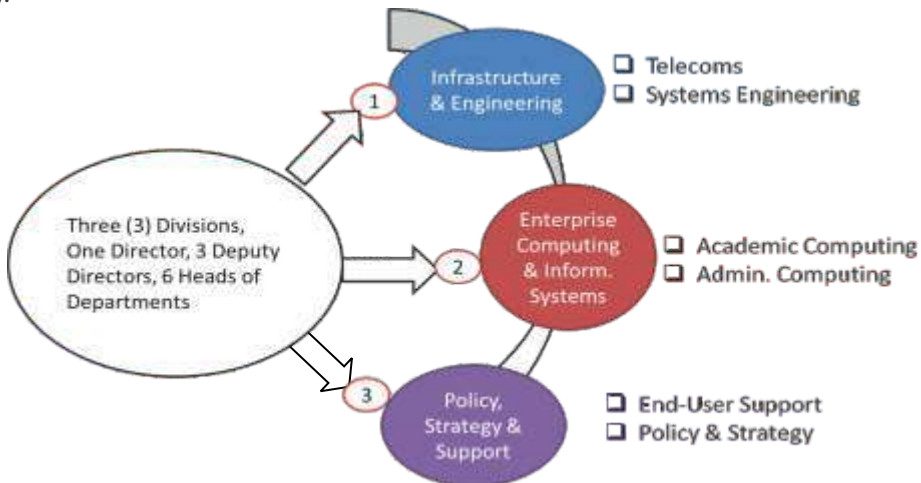 Three (3) Divisions,
One Director, 3 Deputy
Directors, 6 Heads of
Departments
1
Infrastructure
& Engineering
❑ Telecoms
❑ Systems Engineering
2
Enterprise
Computing
& Inform.
Systems
❑ Academic Computing
❑ Admin. Computing
3
Policy,
Strategy &
Support
❑ End-User Support
❑ Policy & Strategy